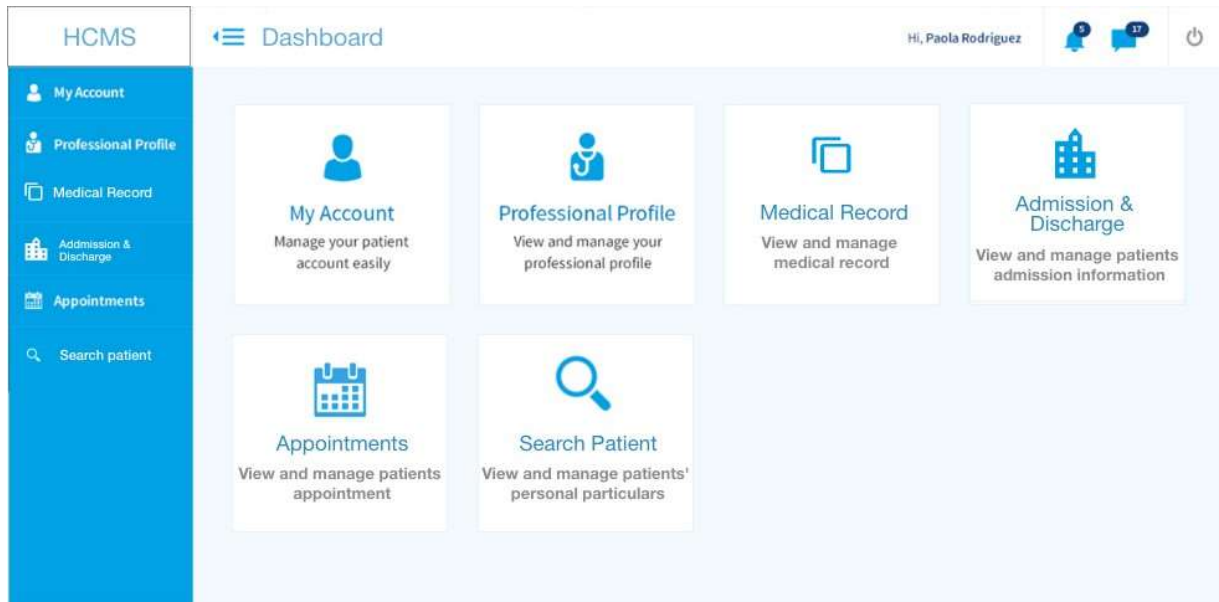 HCMS
Dashboard
Hi, Paola Rodriguez
5
17
My Account
Professional Profile
Medical Record
Addmission &
Discharge
Appointments
Search patient
My Account
Manage your patient
account easily
Professional Profile
View and manage your
professional profile
Medical Record
View and manage
medical record
Admission &
Discharge
View and manage patients
admission information
Appointments
View and manage patients
appointment
Search Patient
View and manage patients'
personal particulars